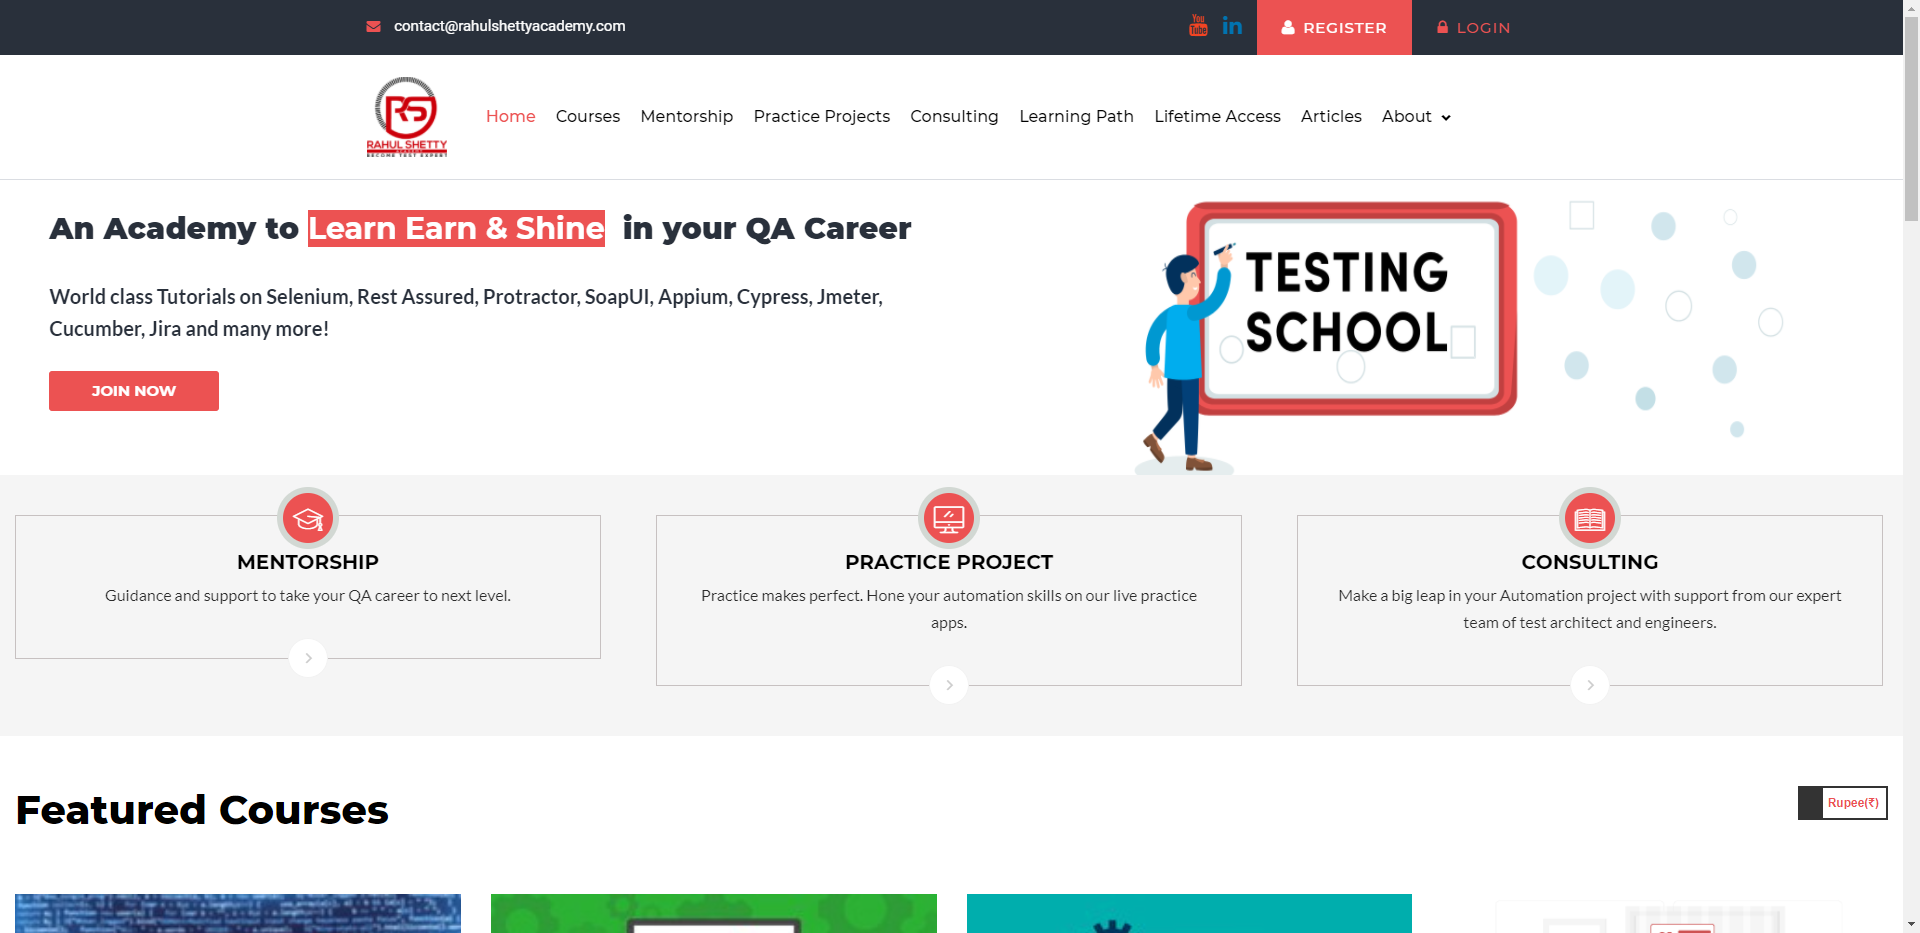 contact@rahulshettyacademy.com
You
Tube
in
REGISTER
LOGIN
RS
RAHUL SHETTY
ACADEMY
BECOME TEST EXPERT
Home Courses Mentorship Practice Projects Consulting Learning Path Lifetime Access Articles About
An Academy to Learn Earn & Shine in your QA Career
World class Tutorials on Selenium, Rest Assured, Protractor, SoapUI, Appium, Cypress, Jmeter,
Cucumber, Jira and many more!
JOIN NOW
TESTING
SCHOOL
MENTORSHIP
Guidance and support to take your QA career to next level.
PRACTICE PROJECT
Practice makes perfect. Hone your automation skills on our live practice
apps.
CONSULTING
Make a big leap in your Automation project with support from our expert
team of test architect and engineers.
Featured Courses
Rupee(₹)